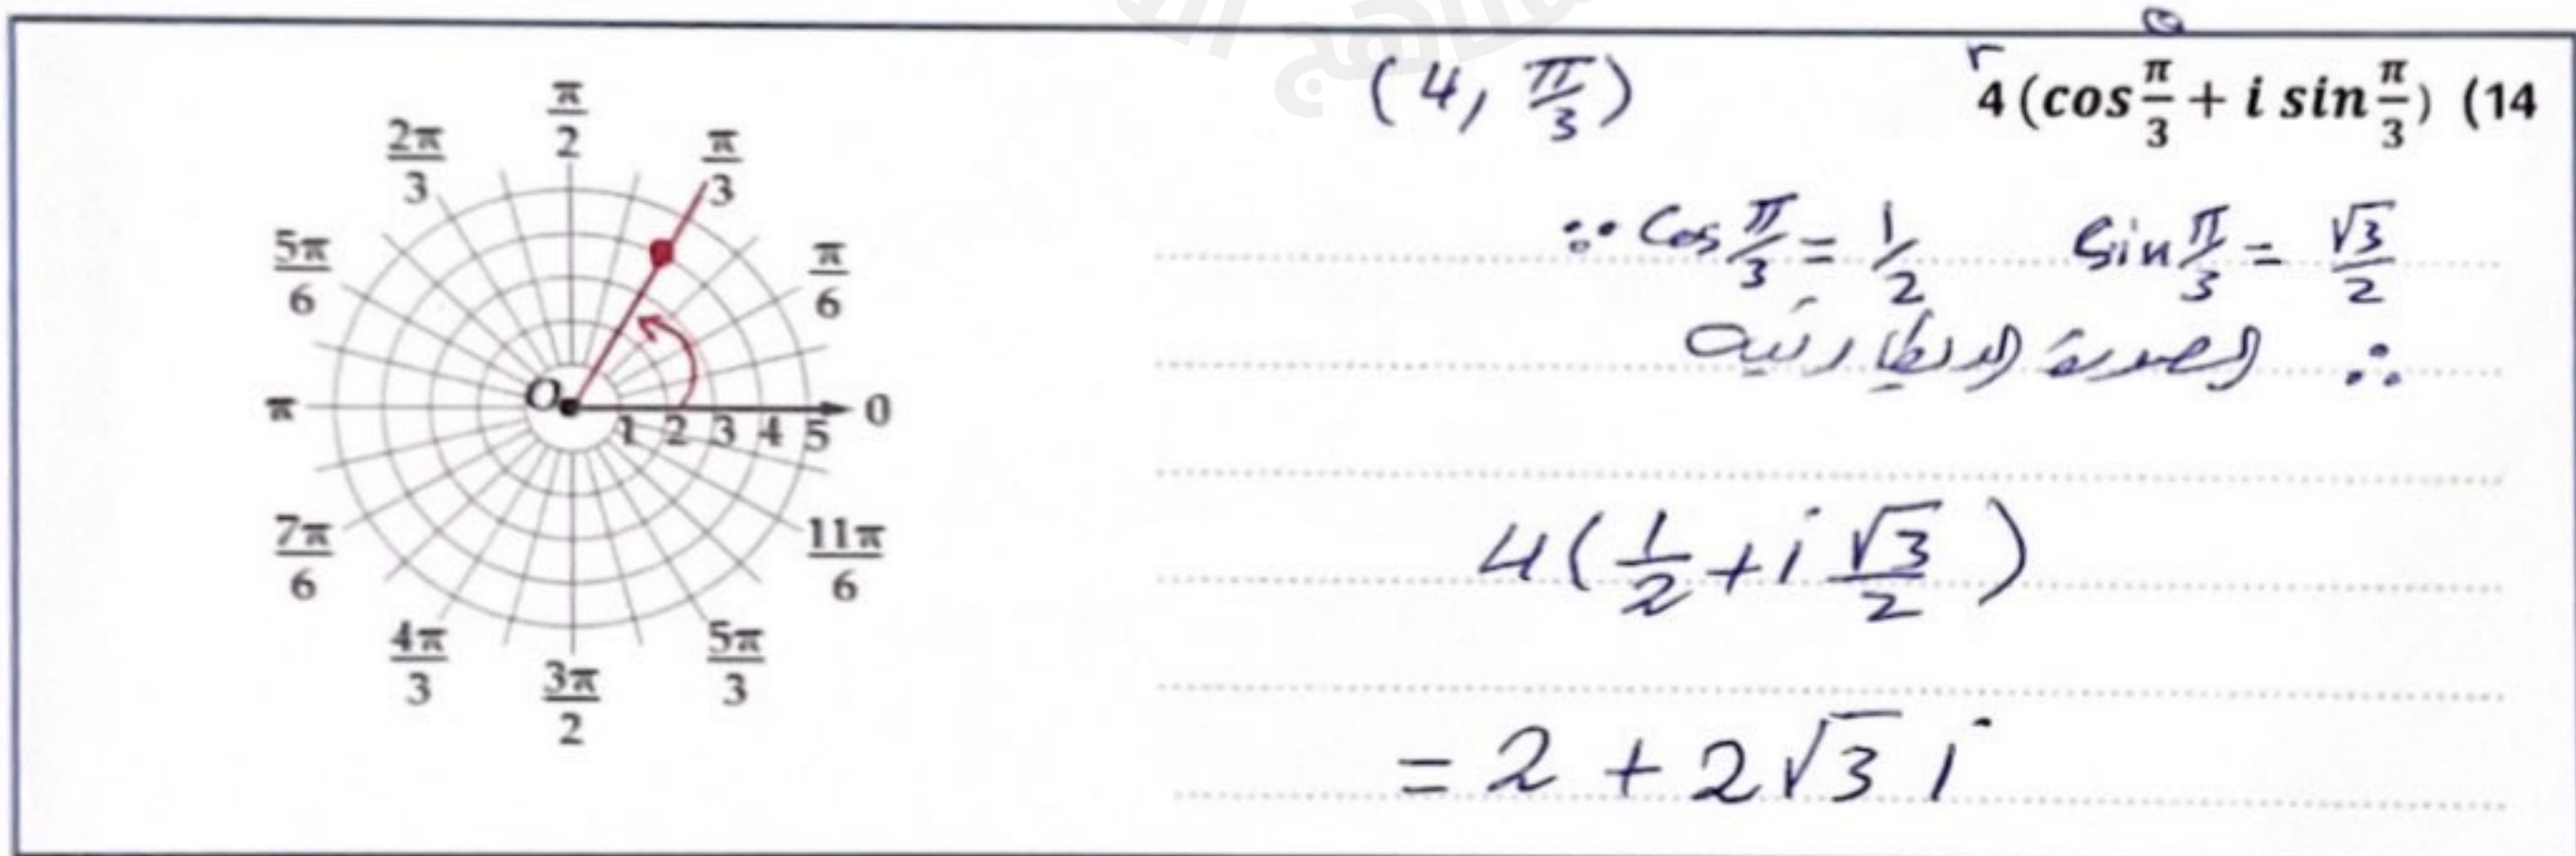 4 (cos π/3 + i sin π/3) (14
r
θ
(4, π/3)
∵ Cos π/3 = 1/2 Sin π/3 = √3/2
∴ الصورة الديكارتية
4(1/2 + i √3/2)
= 2 + 2√3 i
π/2
2π/3
π/3
5π/6
π/6
π
O
1 2 3 4 5
0
7π/6
11π/6
4π/3
5π/3
3π/2